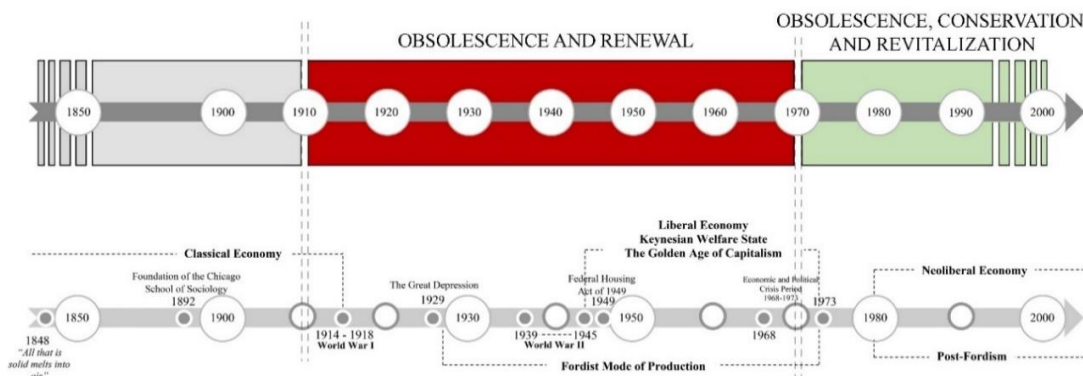 OBSOLESCENCE AND RENEWAL
OBSOLESCENCE, CONSERVATION
AND REVITALIZATION
1850
1900
1910
1920
1930
1940
1950
1960
1970
1980
1990
2000
Classical Economy
Liberal Economy
Keynesian Welfare State
The Golden Age of Capitalism
Neoliberal Economy
Foundation of the Chicago
School of Sociology
1892
The Great Depression
1929
Federal Housing
Act of 1949
1949
Economic and Political
Crisis Period
1968-1973
1973
1850
1900
1930
1950
1980
2000
1848
"All that is
solid melts into
air"
1914 - 1918
World War I
1939
1945
World War II
1968
Fordist Mode of Production
Post-Fordism